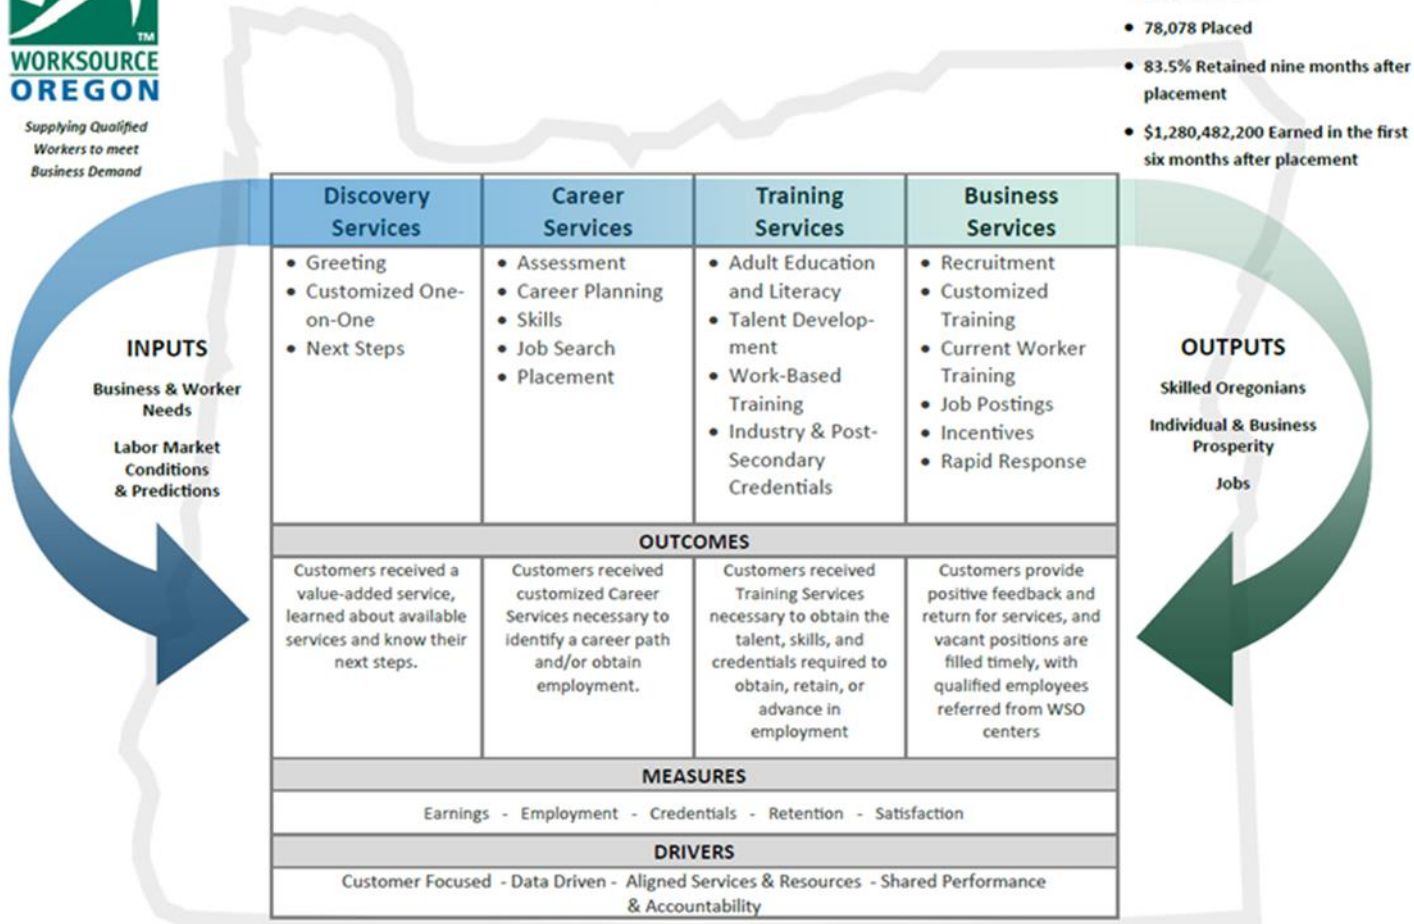 TM
WORKSOURCE
OREGON
Supplying Qualified
Workers to meet
Business Demand
• 78,078 Placed
• 83.5% Retained nine months after
placement
• $1,280,482,200 Earned in the first
six months after placement
INPUTS
Business & Worker
Needs
Labor Market
Conditions
& Predictions
Discovery
Services
• Greeting
• Customized One-
on-One
• Next Steps
Career
Services
• Assessment
• Career Planning
• Skills
• Job Search
• Placement
Training
Services
• Adult Education
and Literacy
• Talent Develop-
ment
• Work-Based
Training
• Industry & Post-
Secondary
Credentials
Business
Services
• Recruitment
• Customized
Training
• Current Worker
Training
• Job Postings
• Incentives
• Rapid Response
OUTPUTS
Skilled Oregonians
Individual & Business
Prosperity
Jobs
OUTCOMES
Customers received a
value-added service,
learned about available
services and know their
next steps.
Customers received
customized Career
Services necessary to
identify a career path
and/or obtain
employment.
Customers received
Training Services
necessary to obtain the
talent, skills, and
credentials required to
obtain, retain, or
advance in
employment
Customers provide
positive feedback and
return for services, and
vacant positions are
filled timely, with
qualified employees
referred from WSO
centers
MEASURES
Earnings - Employment - Credentials - Retention - Satisfaction
DRIVERS
Customer Focused - Data Driven - Aligned Services & Resources - Shared Performance
& Accountability